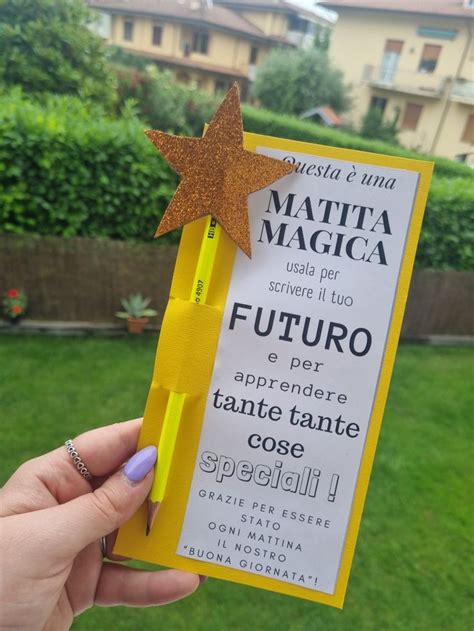 Questa è una
MATITA
MAGICA
usala per
scrivere il tuo
FUTURO
e per
apprendere
tante tante
cose
speciali !
GRAZIE PER ESSERE
STATO
OGNI MATTINA
IL NOSTRO
"BUONA GIORNATA"!
4907